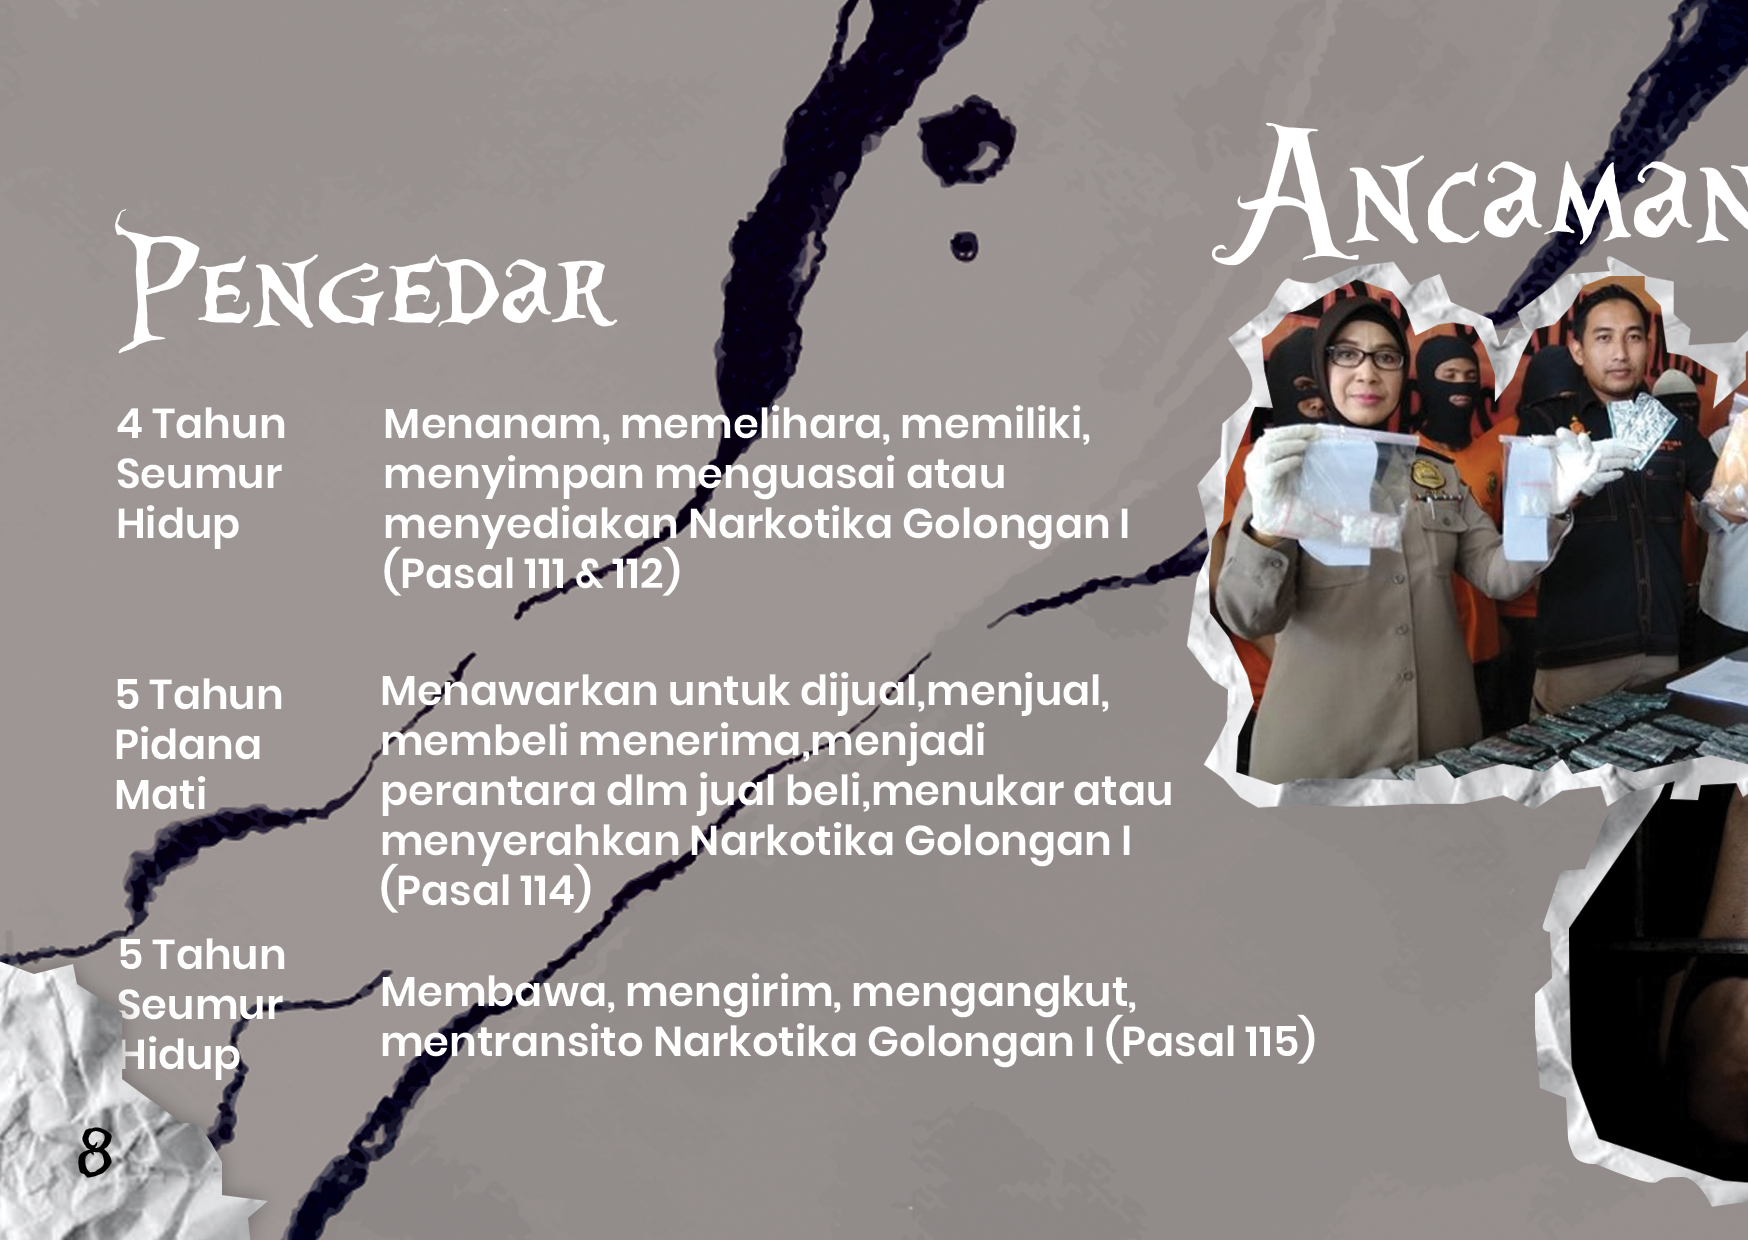 Ancaman
Pengedar
4 Tahun
Seumur
Hidup
Menanam, memelihara, memiliki,
menyimpan menguasai atau
menyediakan Narkotika Golongan I
(Pasal 111 & 112)
5 Tahun
Pidana
Mati
Menawarkan untuk dijual,menjual,
membeli menerima,menjadi
perantara dlm jual beli,menukar atau
menyerahkan Narkotika Golongan I
(Pasal 114)
5 Tahun
Seumur
Hidup
Membawa, mengirim, mengangkut,
mentransito Narkotika Golongan I (Pasal 115)
8